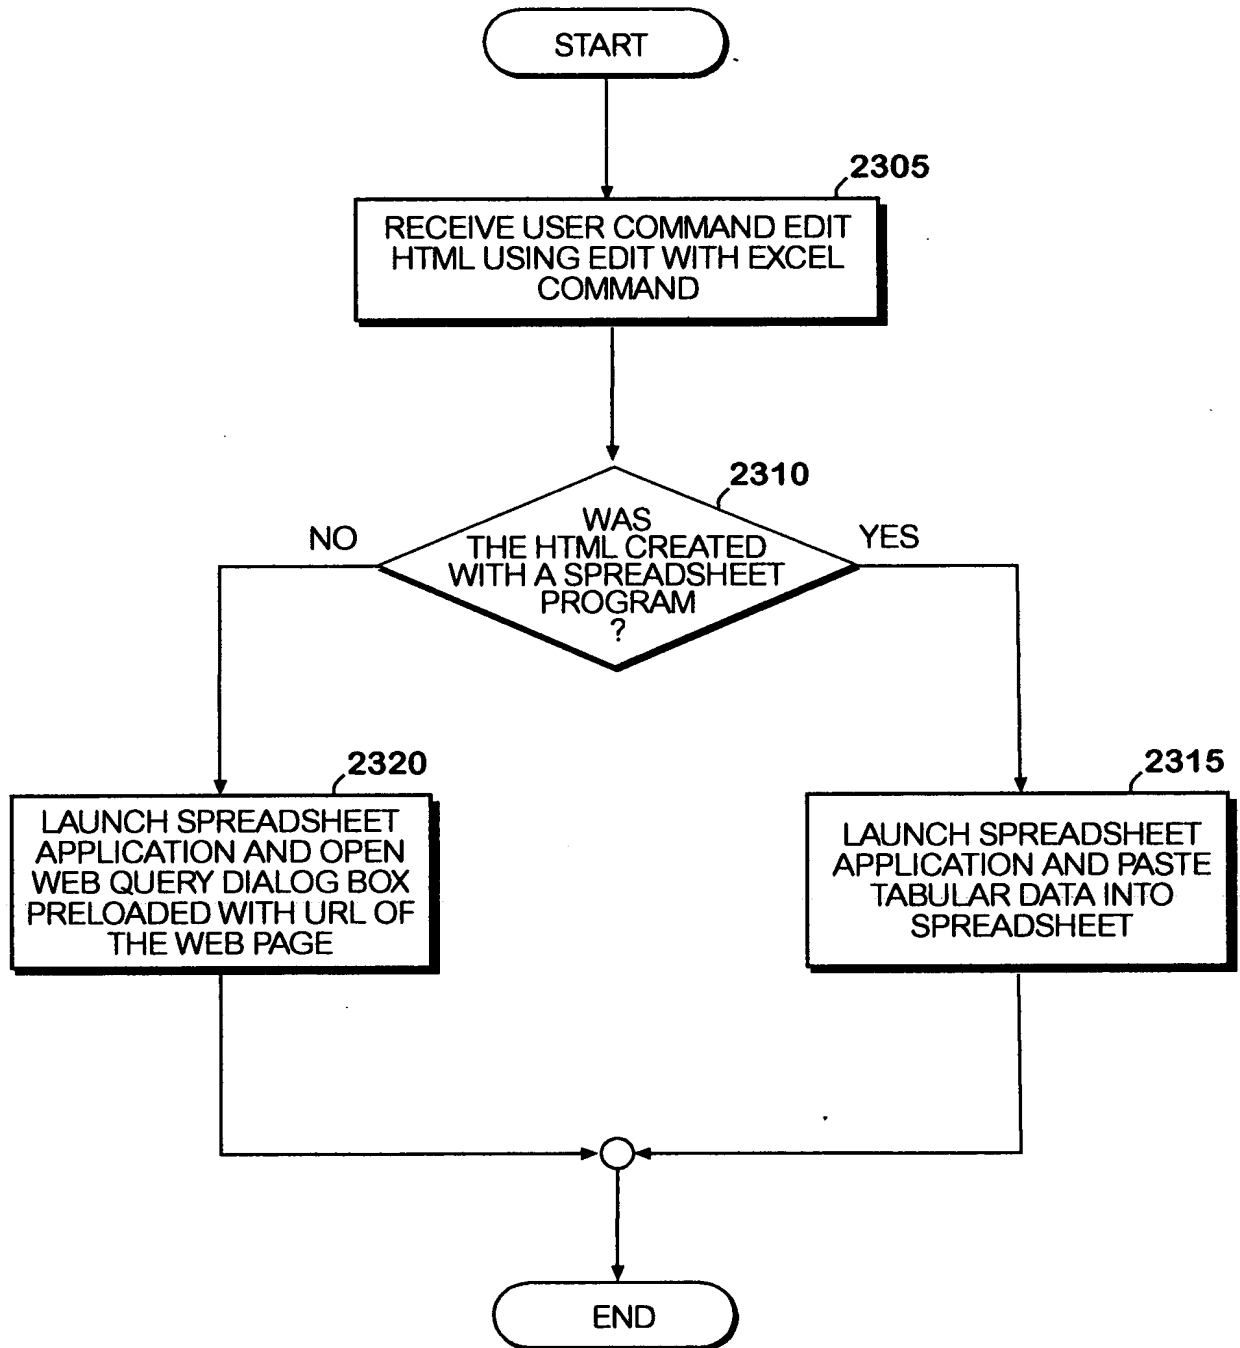 START
2305
RECEIVE USER COMMAND EDIT
HTML USING EDIT WITH EXCEL
COMMAND
2310
NO
YES
WAS
THE HTML CREATED
WITH A SPREADSHEET
PROGRAM
?
2320
LAUNCH SPREADSHEET
APPLICATION AND OPEN
WEB QUERY DIALOG BOX
PRELOADED WITH URL OF
THE WEB PAGE
2315
LAUNCH SPREADSHEET
APPLICATION AND PASTE
TABULAR DATA INTO
SPREADSHEET
END